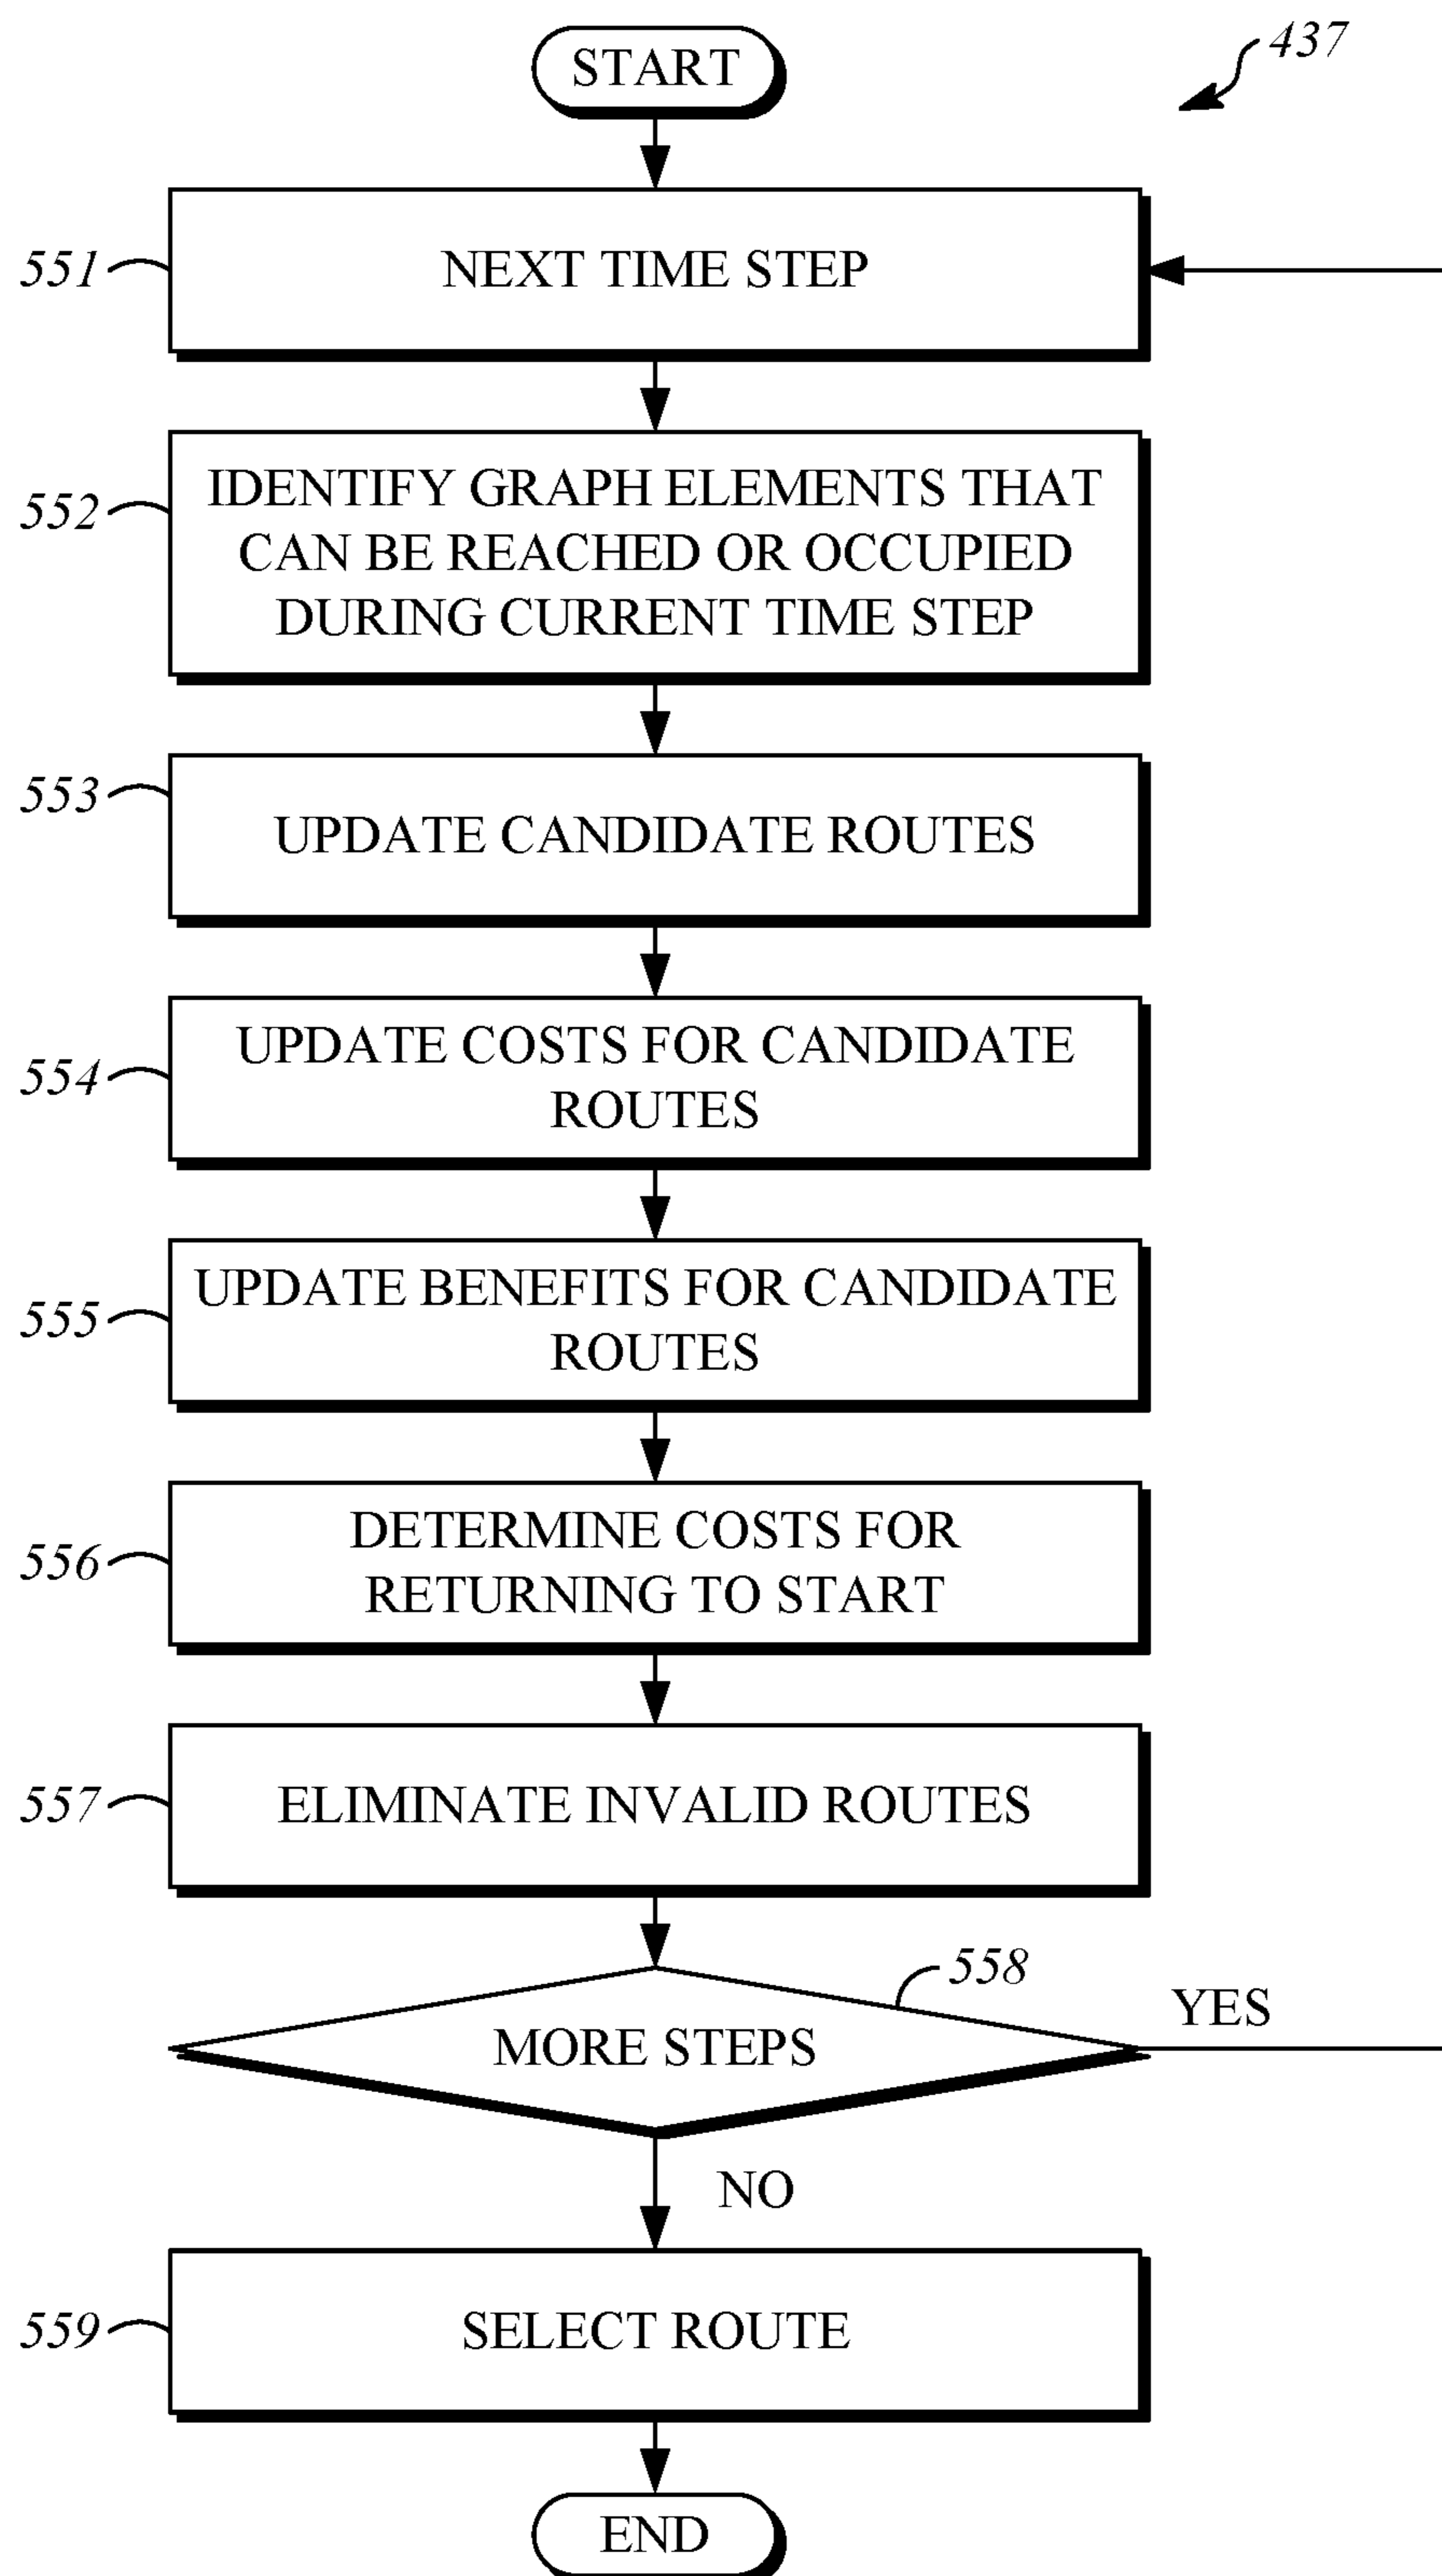 START
437
551
NEXT TIME STEP
552
IDENTIFY GRAPH ELEMENTS THAT
CAN BE REACHED OR OCCUPIED
DURING CURRENT TIME STEP
553
UPDATE CANDIDATE ROUTES
554
UPDATE COSTS FOR CANDIDATE
ROUTES
555
UPDATE BENEFITS FOR CANDIDATE
ROUTES
556
DETERMINE COSTS FOR
RETURNING TO START
557
ELIMINATE INVALID ROUTES
558
MORE STEPS
YES
NO
559
SELECT ROUTE
END